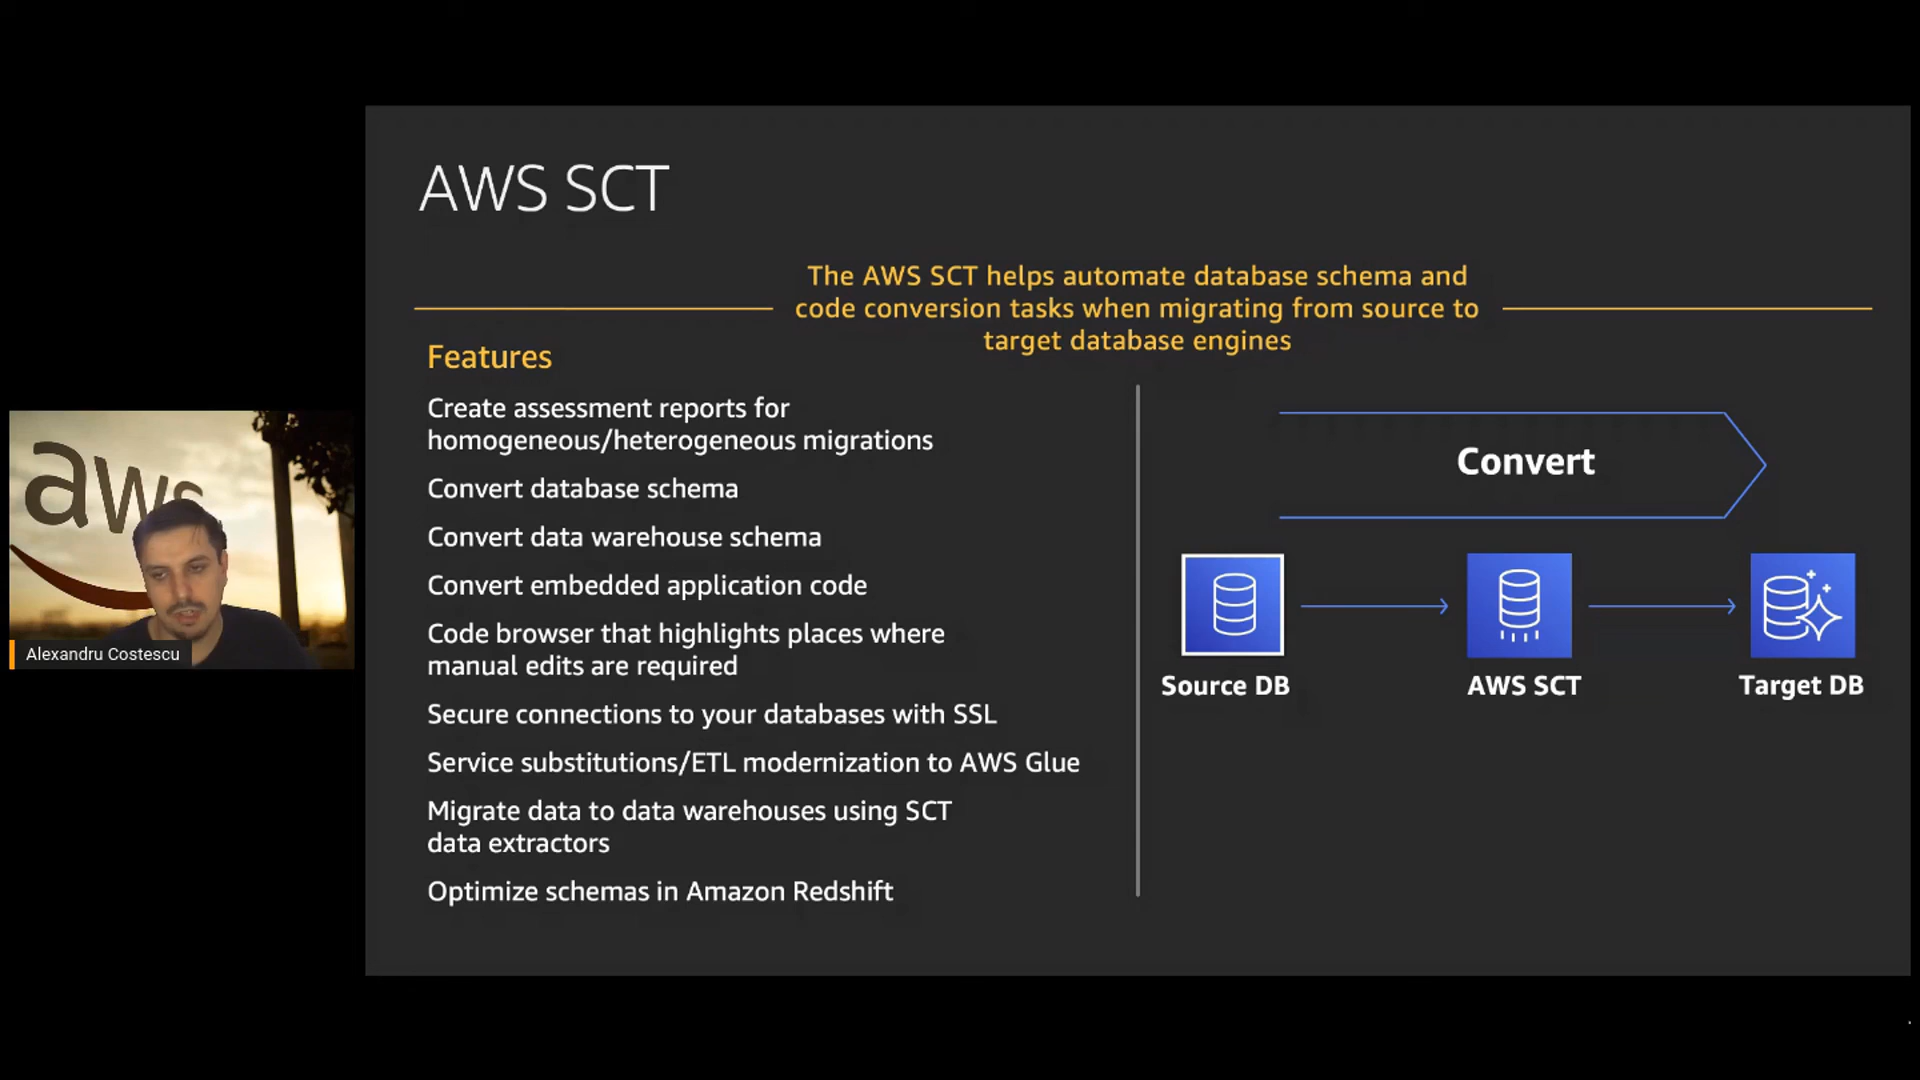 AWS SCT
The AWS SCT helps automate database schema and
code conversion tasks when migrating from source to
target database engines
Features
Create assessment reports for
homogeneous/heterogeneous migrations
Convert database schema
Convert data warehouse schema
Convert embedded application code
Code browser that highlights places where
manual edits are required
Secure connections to your databases with SSL
Service substitutions/ETL modernization to AWS Glue
Migrate data to data warehouses using SCT
data extractors
Optimize schemas in Amazon Redshift
Convert
Source DB
AWS SCT
Target DB
aws
Alexandru Costescu